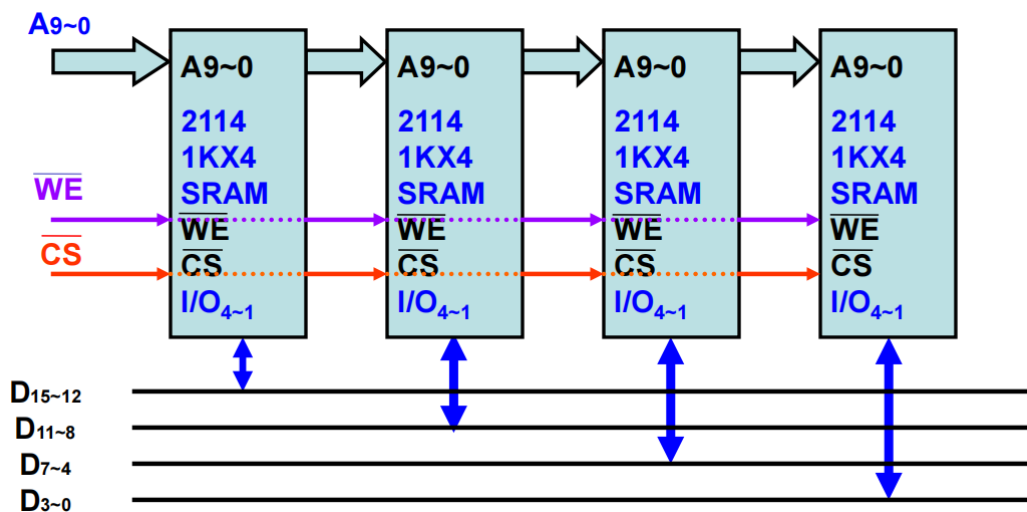 A9~0
A9~0
2114
1KX4
SRAM
WE
CS
I/O4~1
A9~0
2114
1KX4
SRAM
WE
CS
I/O4~1
A9~0
2114
1KX4
SRAM
WE
CS
I/O4~1
A9~0
2114
1KX4
SRAM
WE
CS
I/O4~1
WE
CS
D15~12
D11~8
D7~4
D3~0